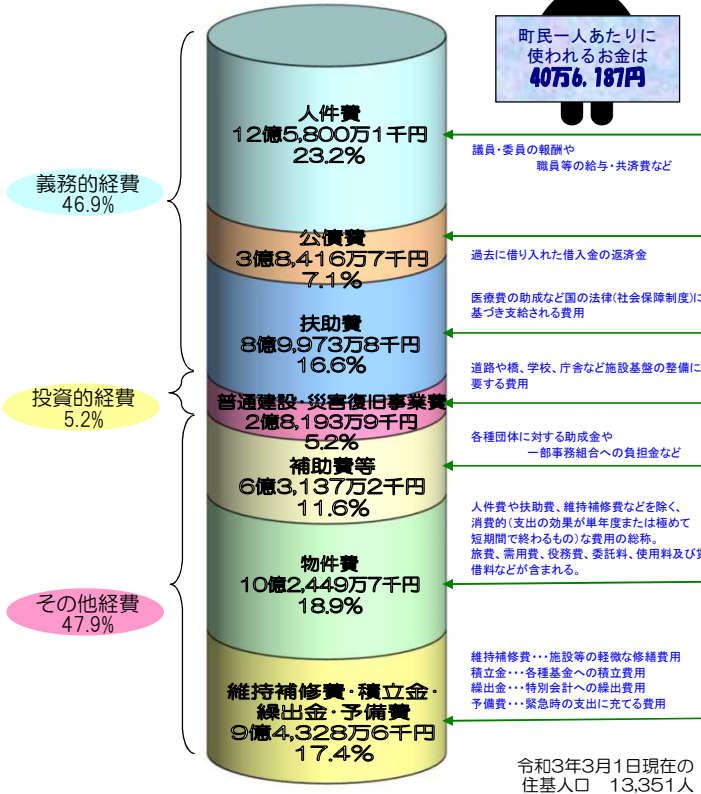 町民一人あたりに
使われるお金は
40万6,187円
人件費
12億5,800万1千円
23.2%
議員・委員の報酬や
職員等の給与・共済費など
義務的経費
46.9%
公債費
3億8,416万7千円
7.1%
過去に借り入れた借入金の返済金
扶助費
8億9,973万8千円
16.6%
医療費の助成など国の法律(社会保障制度)に
基づき支給される費用
投資的経費
5.2%
普通建設・災害復旧事業費
2億8,193万9千円
5.2%
道路や橋、学校、庁舎など施設基盤の整備に
要する費用
補助費等
6億3,137万2千円
11.6%
各種団体に対する助成金や
一部事務組合への負担金など
その他経費
47.9%
物件費
10億2,449万7千円
18.9%
人件費や扶助費、維持補修費などを除く、
消費的(支出の効果が単年度または極めて
短期間で終わるもの)な費用の総称。
旅費、需用費、役務費、委託料、使用料及び
借料などが含まれる。
維持補修費・積立金・
繰出金・予備費
9億4,328万6千円
17.4%
維持補修費・・・施設等の軽微な修繕費用
積立金・・・各種基金への積立費用
繰出金・・・特別会計への繰出費用
予備費・・・緊急時の支出に充てる費用
令和3年3月1日現在の
住基人口 13,351人